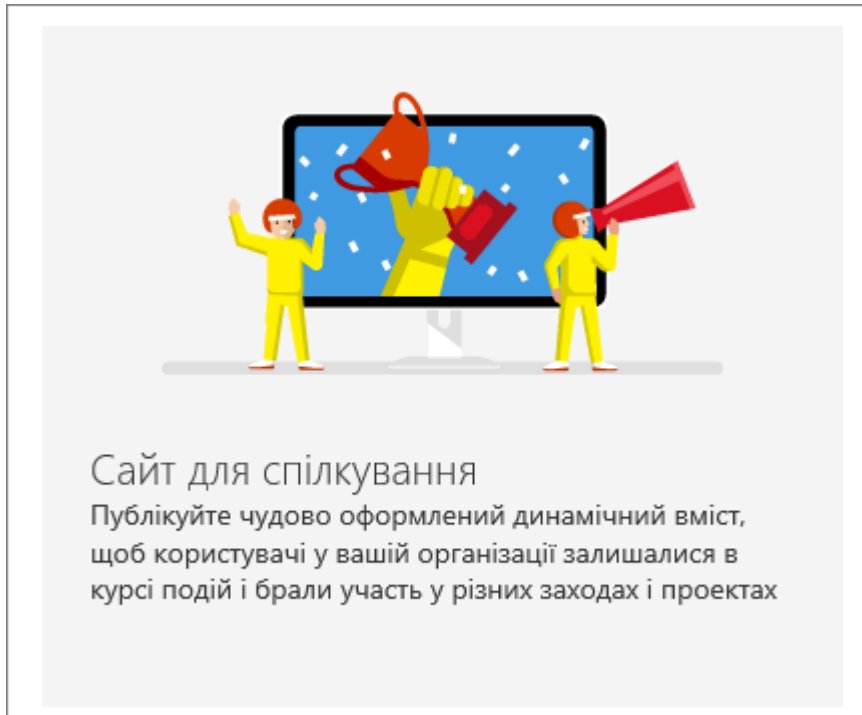 Сайт для спілкування
Публікуйте чудово оформлений динамічний вміст,
щоб користувачі у вашій організації залишалися в
курсі подій і брали участь у різних заходах і проектах